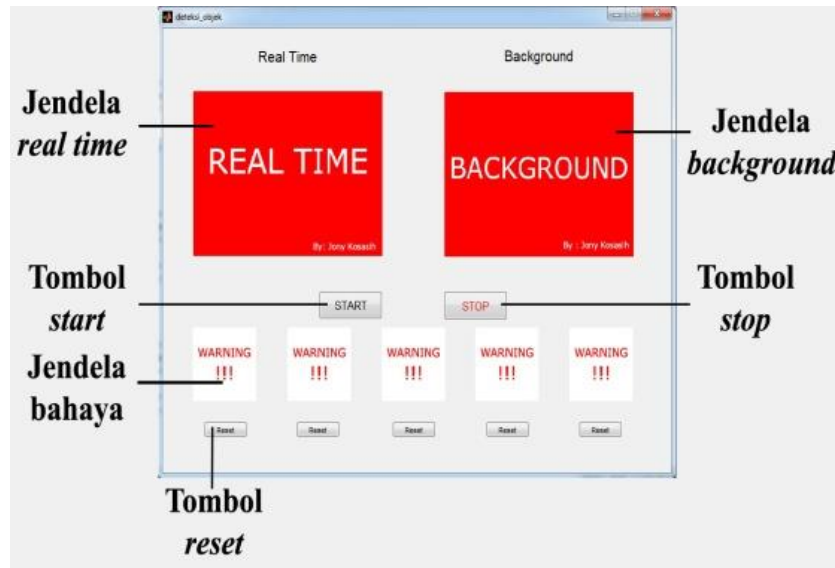 deteksi_objek
Real Time
Background
Jendela
real time
REAL TIME
By: Jony Kosasih
BACKGROUND
By : Jony Kosasih
Jendela
background
Tombol
start
START
STOP
Tombol
stop
Jendela
bahaya
WARNING
!!!
WARNING
!!!
WARNING
!!!
WARNING
!!!
WARNING
!!!
Reset
Reset
Reset
Reset
Reset
Tombol
reset